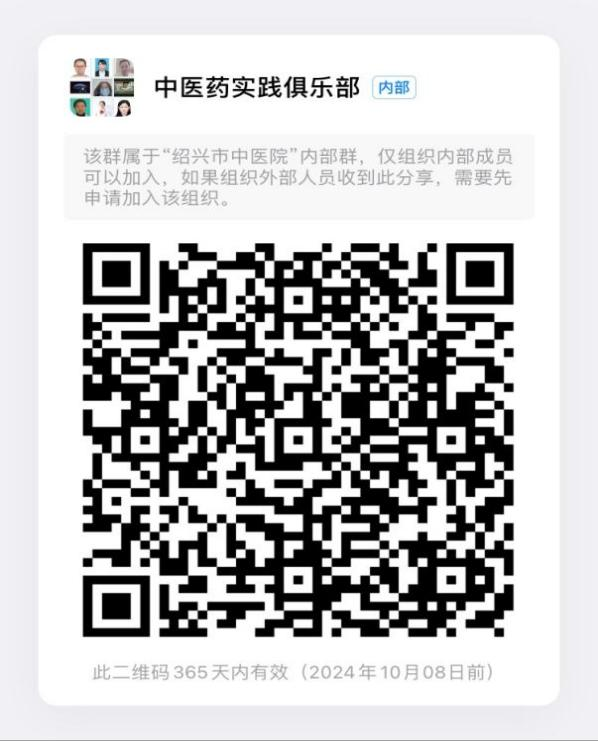 中医药实践俱乐部 内部
该群属于“绍兴市中医院”内部群，仅组织内部成员
可以加入，如果组织外部人员收到此分享，需要先
申请加入该组织。
此二维码365天内有效（2024年10月08日前）